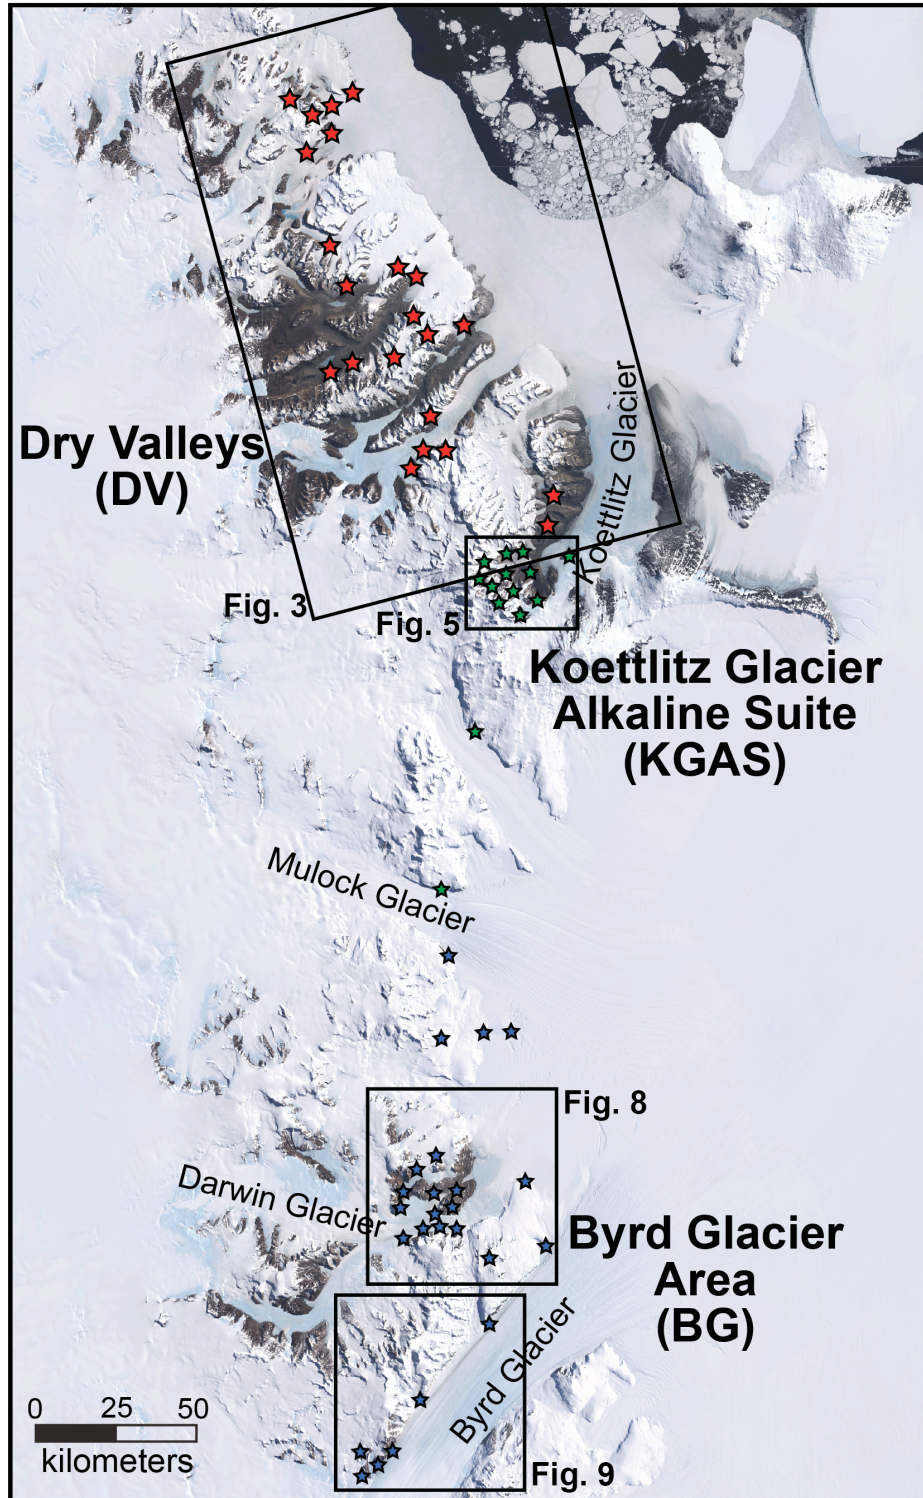 Koettlitz Glacier
Dry Valleys
(DV)
Fig. 3
Fig. 5
Koettlitz Glacier
Alkaline Suite
(KGAS)
Mulock Glacier
Fig. 8
Darwin Glacier
Byrd Glacier
Area
(BG)
Byrd Glacier
0 25 50
kilometers
Fig. 9